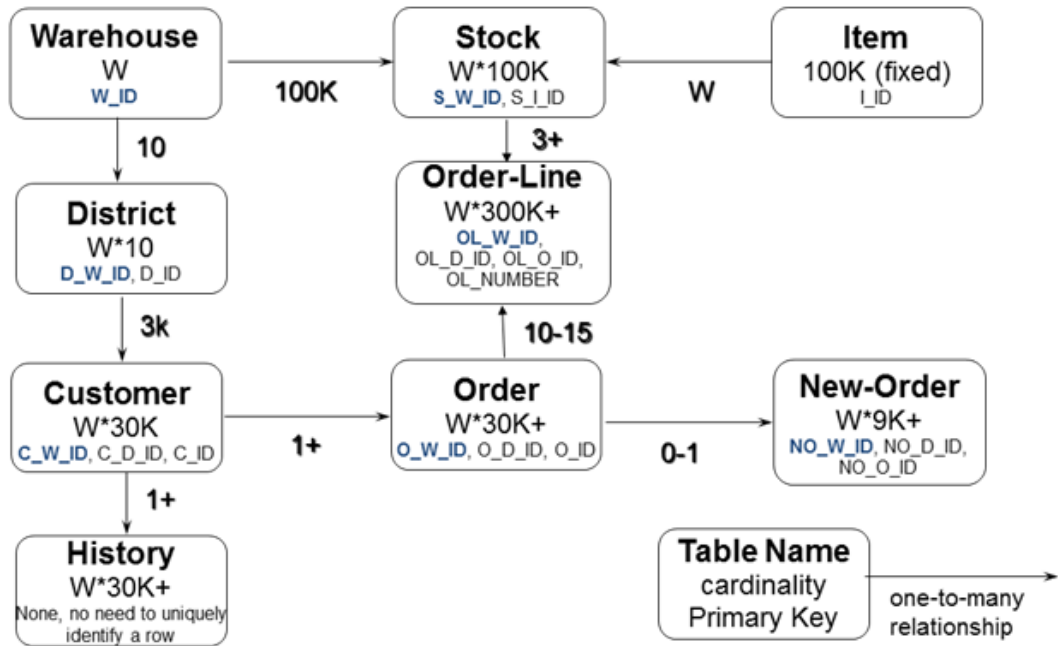 Warehouse
W
W_ID
100K
Stock
W*100K
S_W_ID, S_I_ID
W
Item
100K (fixed)
I_ID
10
3+
District
W*10
D_W_ID, D_ID
Order-Line
W*300K+
OL_W_ID,
OL_D_ID, OL_O_ID,
OL_NUMBER
3k
10-15
Customer
W*30K
C_W_ID, C_D_ID, C_ID
1+
Order
W*30K+
O_W_ID, O_D_ID, O_ID
0-1
New-Order
W*9K+
NO_W_ID, NO_D_ID,
NO_O_ID
1+
History
W*30K+
None, no need to uniquely
identify a row
Table Name
cardinality
Primary Key
one-to-many
relationship